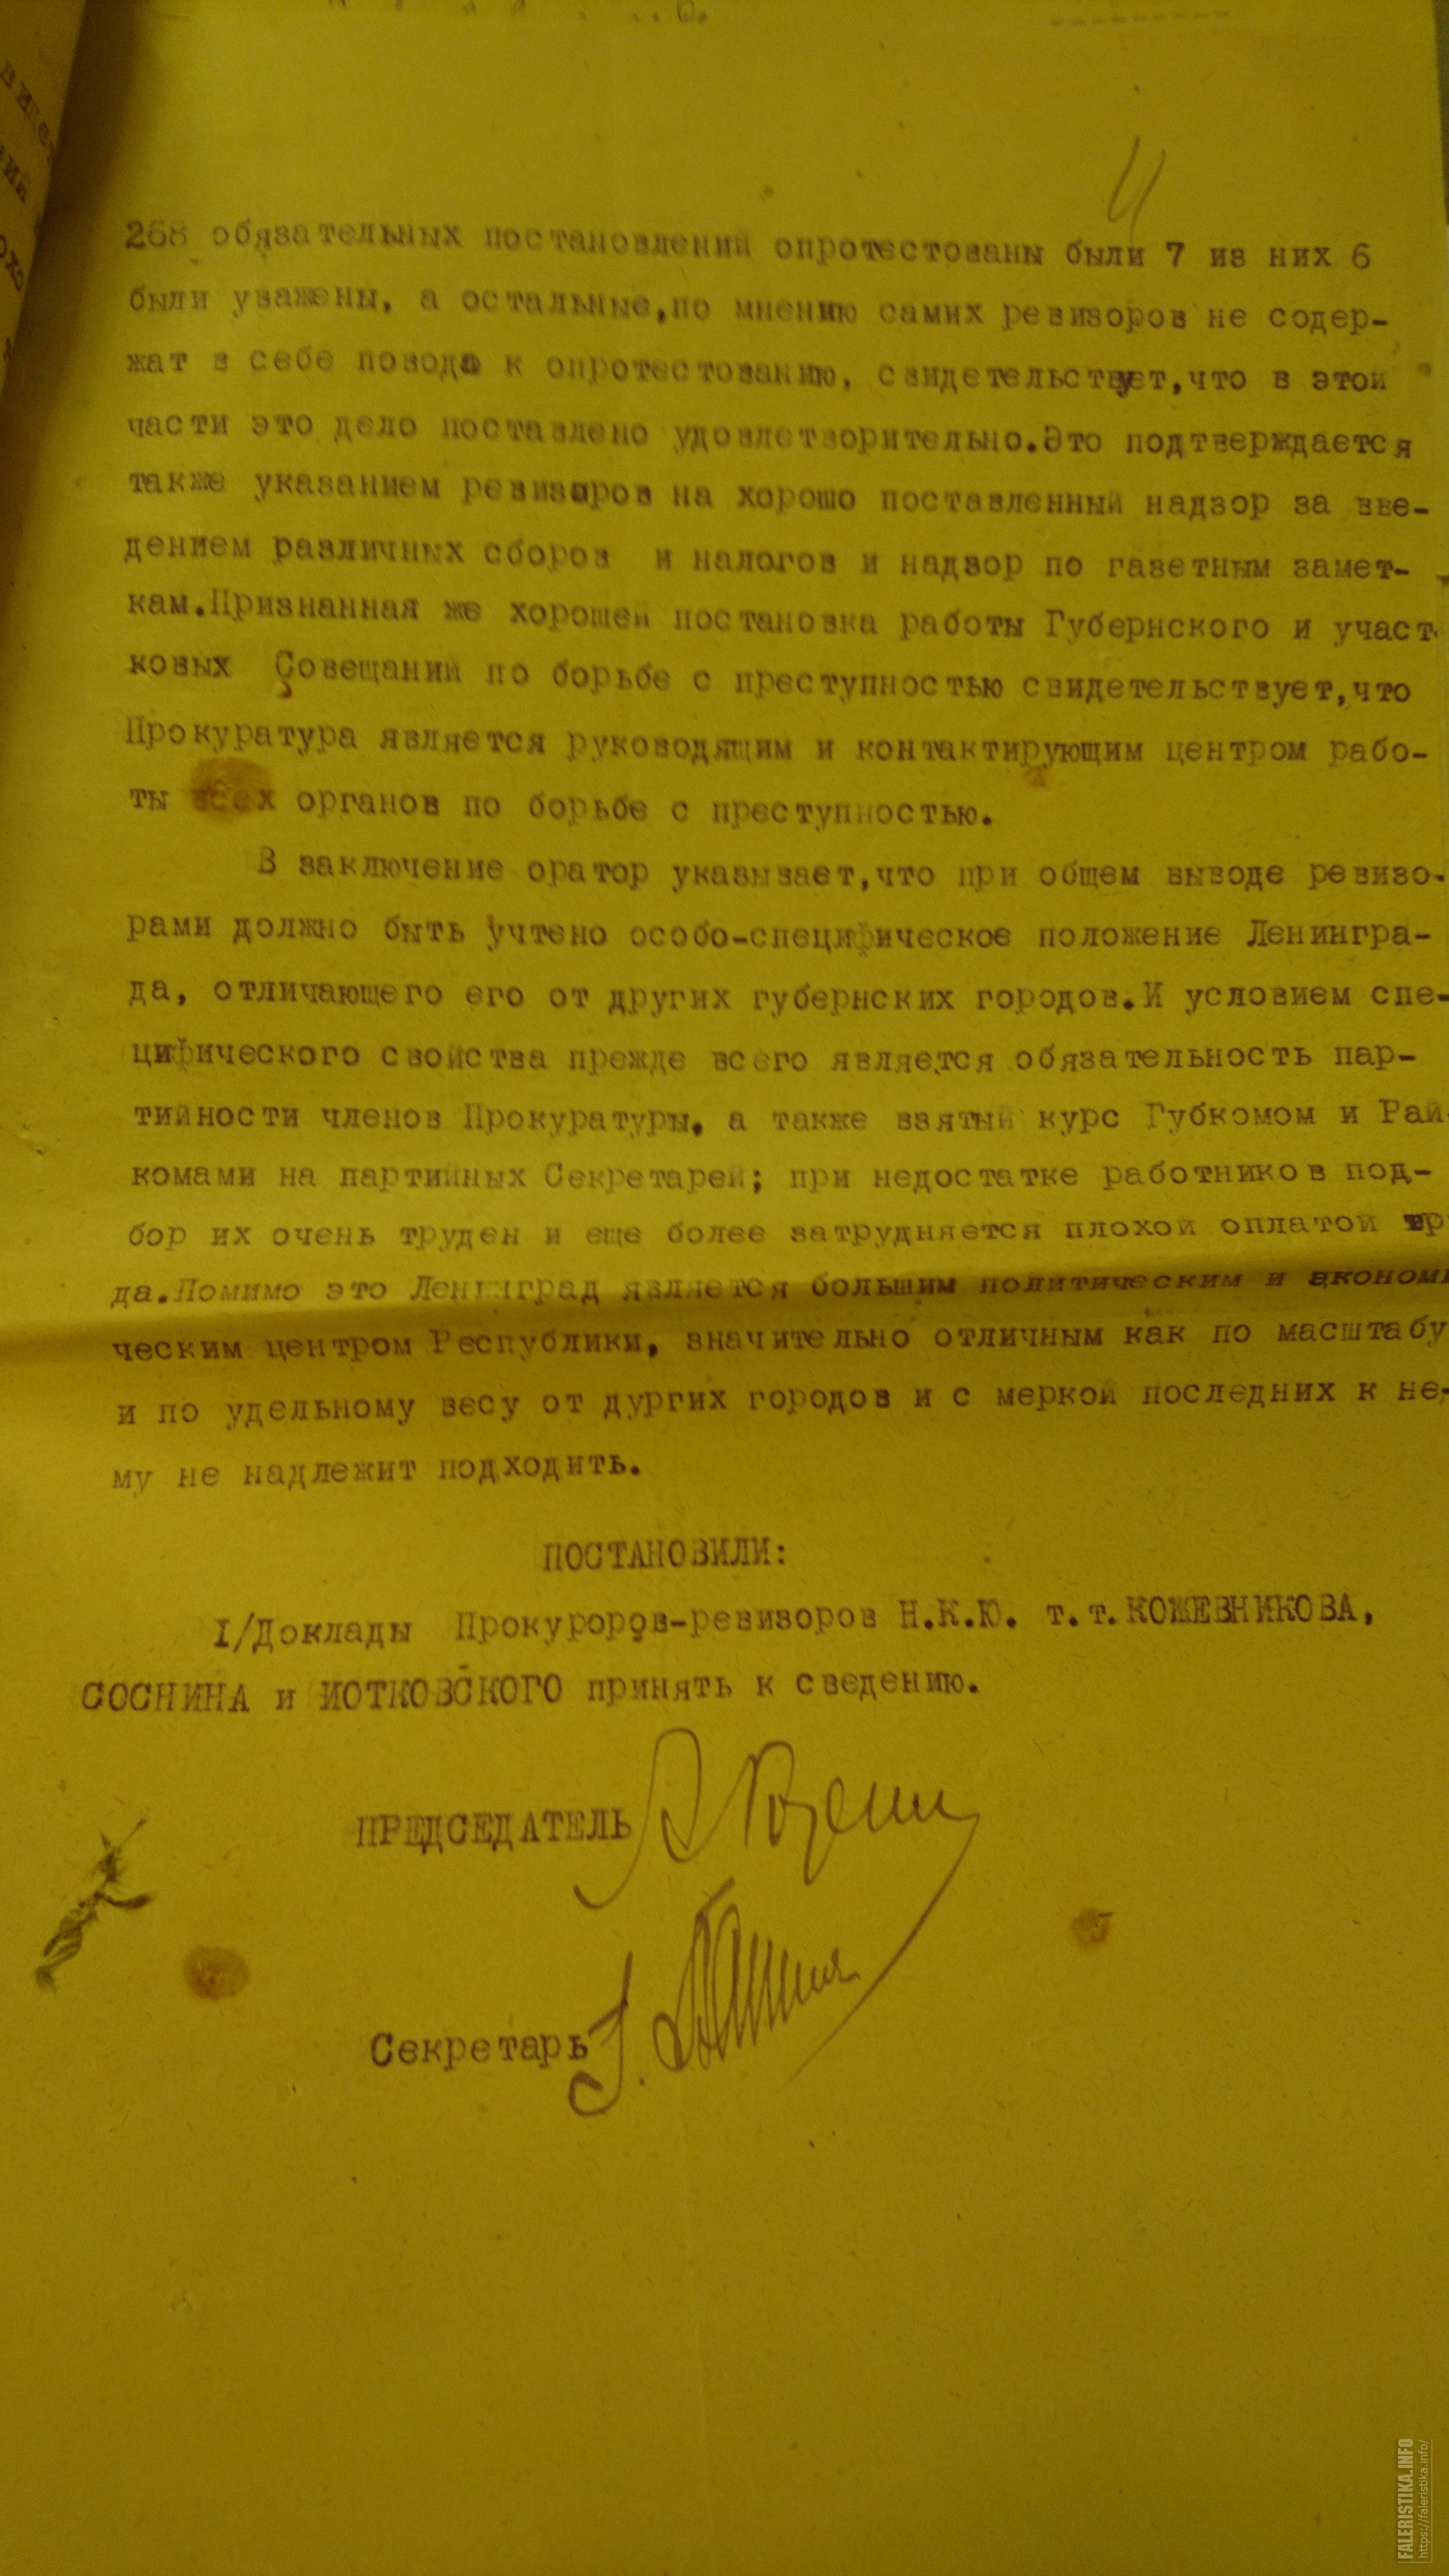 4
268 обязательных постановлений опротестованы были 7 из них 6
были уважены, а остальные,по мнению самих ревизоров не содер-
жат в себе повода к опротестованию, свидетельствует,что в этой
части это дело поставлено удовлетворительно.Это подтверждается
также указанием ревизоров на хорошо поставленный надзор за вве-
дением различных сборов и налогов и надзор по газетным замет-
кам.Признанная же хорошей постановка работы Губернского и участ
ковых Совещаний по борьбе с преступностью свидетельствует,что
Прокуратура является руководящим и контактирующим центром рабо-
ты всех органов по борьбе с преступностью.
В заключение оратор указывает,что при общем выводе ревизо-
рами должно быть учтено особо-специфическое положение Ленингра-
да, отличающего его от других губернских городов.И условием спе-
цифического свойства прежде всего является обязательность пар-
тийности членов Прокуратуры, а также взятый курс Губкомом и Рай
комами на партийных Секретарей; при недостатке работников под-
бор их очень труден и еще более затрудняется плохой оплатой тр
да.Помимо это Ленинград является большим политическим и экономи
ческим центром Республики, значительно отличным как по масштабу
и по удельному весу от дургих городов и с меркой последних к не-
му не надлежит подходить.
ПОСТАНОВИЛИ:
I/Доклады Прокуроров-ревизоров Н.К.Ю. т.т.КОЖЕВНИКОВА,
СОСНИНА и ИОТКОВСКОГО принять к сведению.
ПРЕДСЕДАТЕЛЬ
Секретарь
FALERISTIKA.INFO
https://faleristika.info/